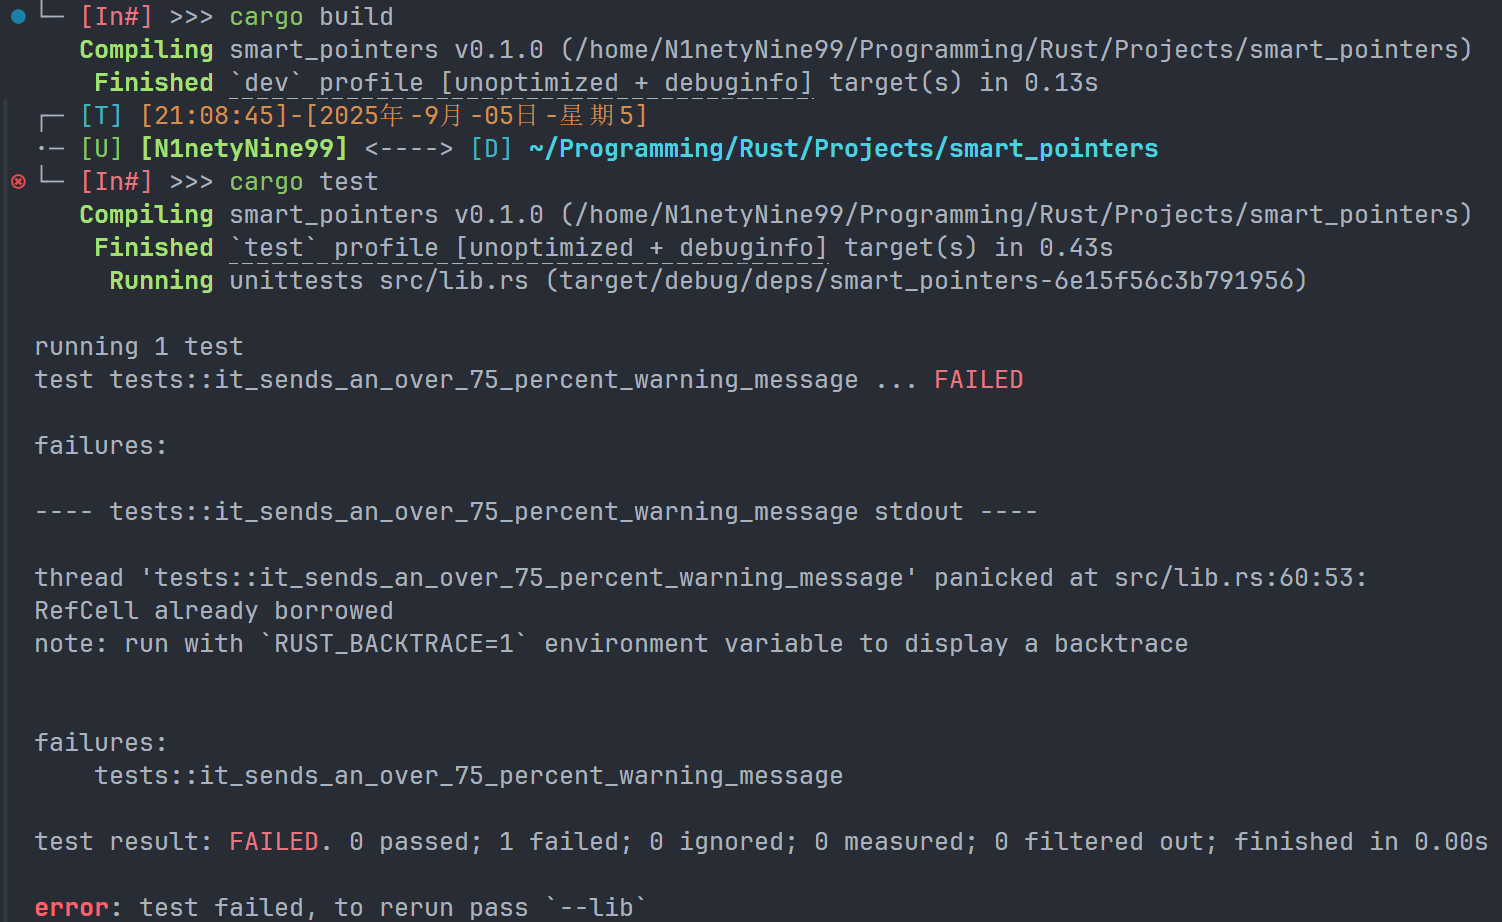 └─ [In#] >>> cargo build
Compiling smart_pointers v0.1.0 (/home/N1netyNine99/Programming/Rust/Projects/smart_pointers)
Finished `dev` profile [unoptimized + debuginfo] target(s) in 0.13s
┌─ [T] [21:08:45]-[2025年-9月-05日-星期5]
·─ [U] [N1netyNine99] <----> [D] ~/Programming/Rust/Projects/smart_pointers
└─ [In#] >>> cargo test
Compiling smart_pointers v0.1.0 (/home/N1netyNine99/Programming/Rust/Projects/smart_pointers)
Finished `test` profile [unoptimized + debuginfo] target(s) in 0.43s
Running unittests src/lib.rs (target/debug/deps/smart_pointers-6e15f56c3b791956)
running 1 test
test tests::it_sends_an_over_75_percent_warning_message ... FAILED
failures:
---- tests::it_sends_an_over_75_percent_warning_message stdout ----
thread 'tests::it_sends_an_over_75_percent_warning_message' panicked at src/lib.rs:60:53:
RefCell already borrowed
note: run with `RUST_BACKTRACE=1` environment variable to display a backtrace
failures:
tests::it_sends_an_over_75_percent_warning_message
test result: FAILED. 0 passed; 1 failed; 0 ignored; 0 measured; 0 filtered out; finished in 0.00s
error: test failed, to rerun pass `--lib`